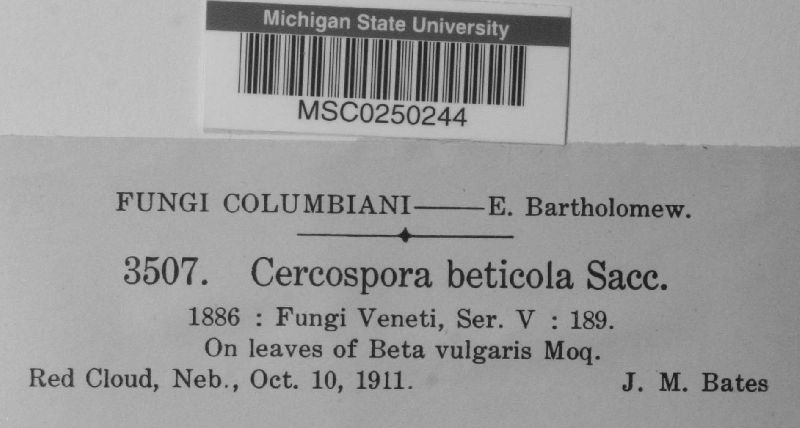 Michigan State University
MSC0250244
FUNGI COLUMBIANI——E. Bartholomew.
3507. Cercospora beticola Sacc.
1886 : Fungi Veneti, Ser. V : 189.
On leaves of Beta vulgaris Moq.
Red Cloud, Neb., Oct. 10, 1911. J. M. Bates